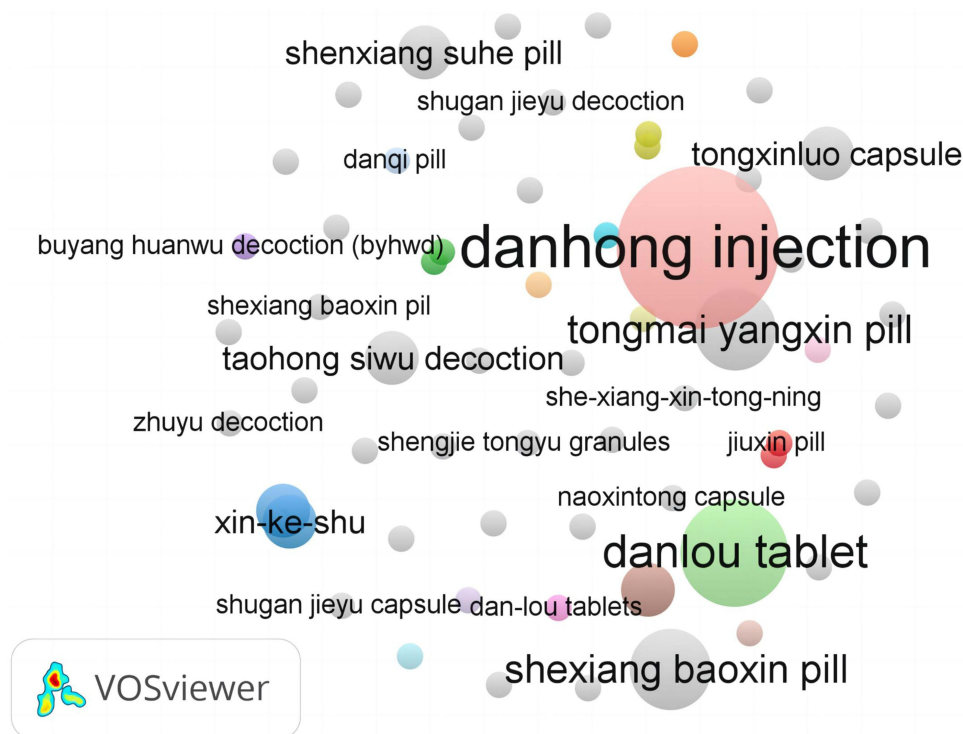 shenxiang suhe pill
shugan jieyu decoction
danqi pill
tongxinluo capsule
buyang huanwu decoction (byhwd)
danhong injection
shexiang baoxin pil
tongmai yangxin pill
taohong siwu decoction
she-xiang-xin-tong-ning
zhuyu decoction
shengjie tongyu granules
jiuxin pill
naoxintong capsule
xin-ke-shu
danlou tablet
shugan jieyu capsule
dan-lou tablets
shexiang baoxin pill
VOSviewer